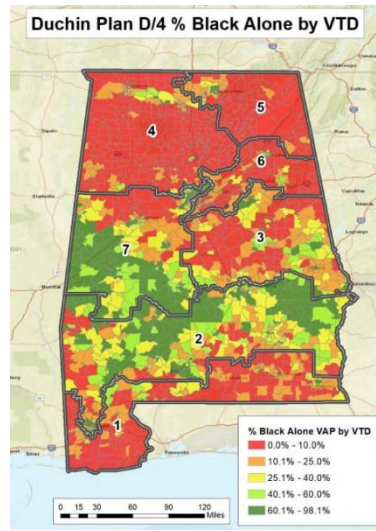 Duchin Plan D/4 % Black Alone by VTD
5
4
6
7
3
2
1
% Black Alone VAP by VTD
0.0% - 10.0%
10.1% - 25.0%
25.1% - 40.0%
40.1% - 60.0%
60.1% - 98.1%
0 15 30 60 90 120
Miles